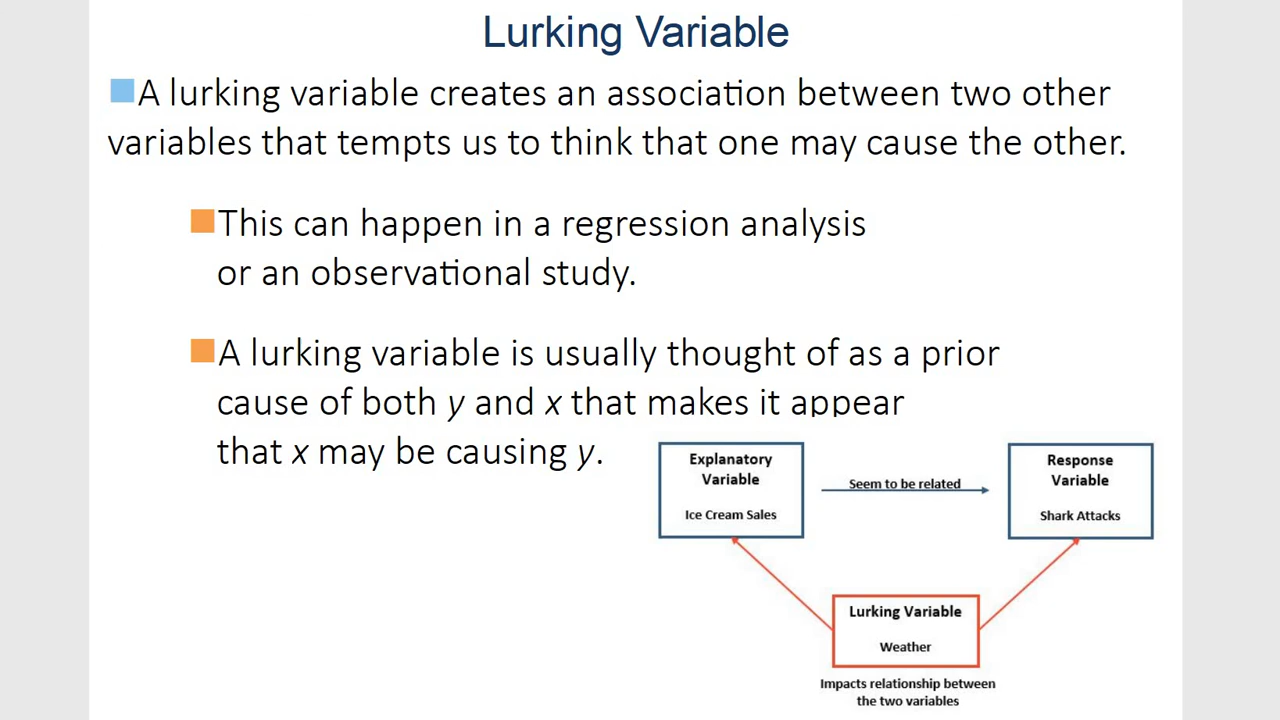 Lurking Variable
A lurking variable creates an association between two other
variables that tempts us to think that one may cause the other.
This can happen in a regression analysis
or an observational study.
A lurking variable is usually thought of as a prior
cause of both y and x that makes it appear
that x may be causing y.
Explanatory
Variable
Ice Cream Sales
Seem to be related
Response
Variable
Shark Attacks
Lurking Variable
Weather
Impacts relationship between
the two variables